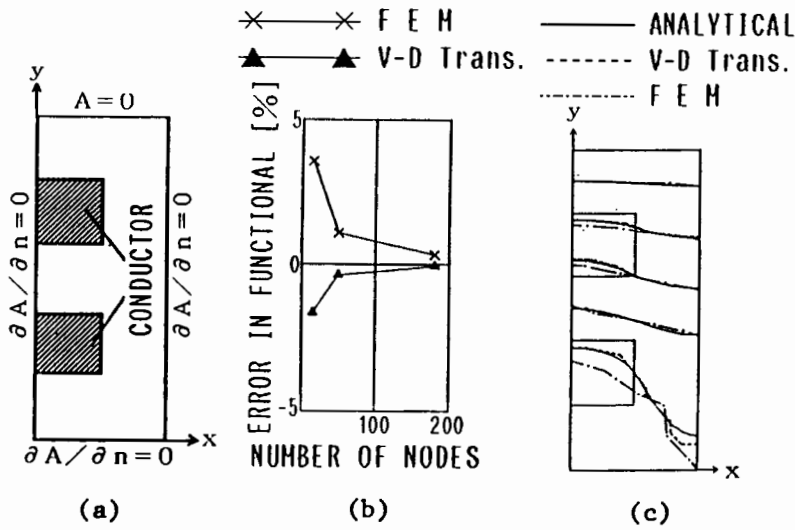 F E M
V-D Trans.
ANALYTICAL
V-D Trans.
F E M
y
A = 0
∂A/∂n = 0
CONDUCTOR
∂A/∂n = 0
x
∂A/∂n = 0
(a)
ERROR IN FUNCTIONAL [%]
5
0
-5
100
200
NUMBER OF NODES
(b)
y
x
(c)